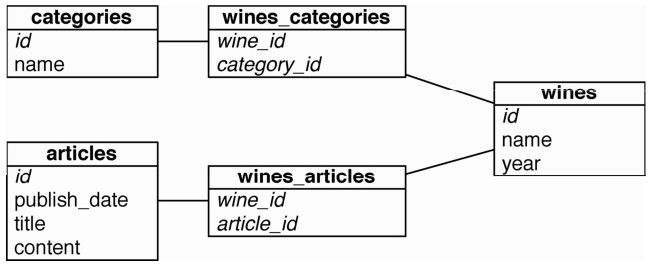 categories
id
name
wines_categories
wine_id
category_id
wines
id
name
year
articles
id
publish_date
title
content
wines_articles
wine_id
article_id